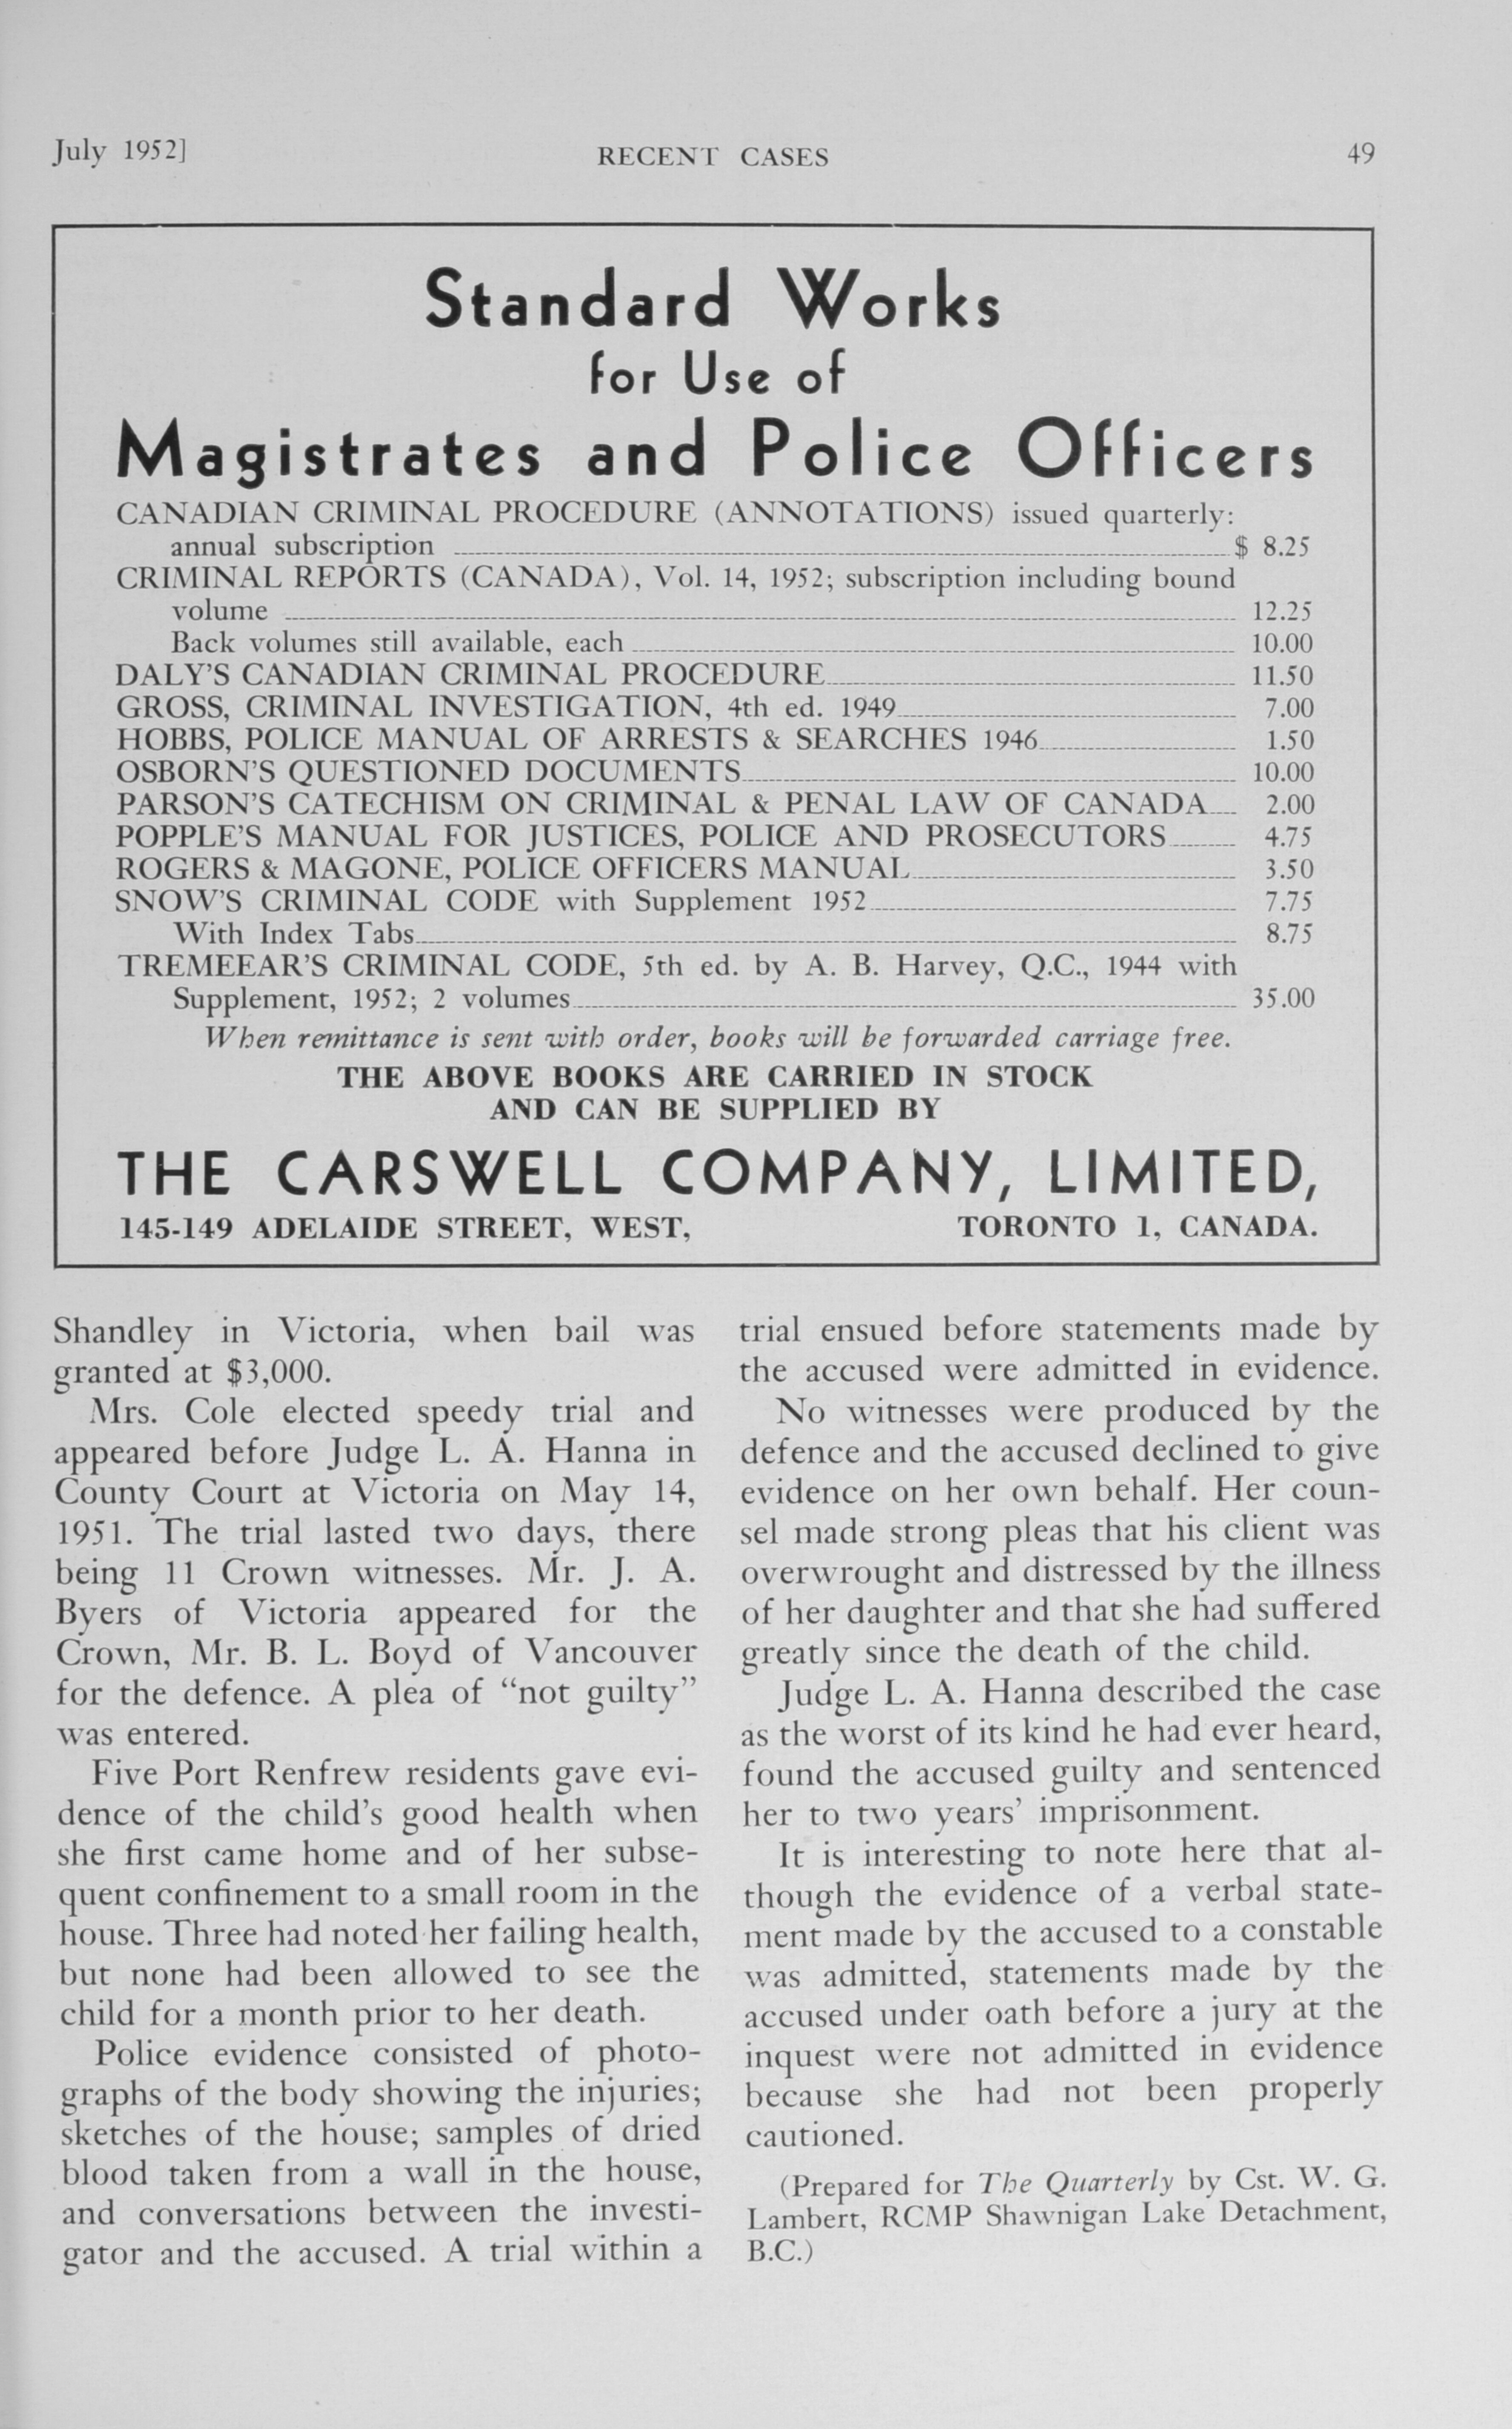 July 1952]
RECENT CASES
49
Standard Works
for Use of
Magistrates and Police Officers
CANADIAN CRIMINAL PROCEDURE (ANNOTATIONS) issued quarterly:
annual subscription $ 8.25
CRIMINAL REPORTS (CANADA), Vol. 14, 1952; subscription including bound
volume 12.25
Back volumes still available, each 10.00
DALY'S CANADIAN CRIMINAL PROCEDURE 11.50
GROSS, CRIMINAL INVESTIGATION, 4th ed. 1949 7.00
HOBBS, POLICE MANUAL OF ARRESTS & SEARCHES 1946 1.50
OSBORN'S QUESTIONED DOCUMENTS 10.00
PARSON'S CATECHISM ON CRIMINAL & PENAL LAW OF CANADA 2.00
POPPLE'S MANUAL FOR JUSTICES, POLICE AND PROSECUTORS 4.75
ROGERS & MAGONE, POLICE OFFICERS MANUAL 3.50
SNOW'S CRIMINAL CODE with Supplement 1952 7.75
With Index Tabs 8.75
TREMEEAR'S CRIMINAL CODE, 5th ed. by A. B. Harvey, Q.C., 1944 with
Supplement, 1952; 2 volumes 35.00
When remittance is sent with order, books will be forwarded carriage free.
THE ABOVE BOOKS ARE CARRIED IN STOCK
AND CAN BE SUPPLIED BY
THE CARSWELL COMPANY, LIMITED,
145-149 ADELAIDE STREET, WEST, TORONTO 1, CANADA.
Shandley in Victoria, when bail was
granted at $3,000.
Mrs. Cole elected speedy trial and
appeared before Judge L. A. Hanna in
County Court at Victoria on May 14,
1951. The trial lasted two days, there
being 11 Crown witnesses. Mr. J. A.
Byers of Victoria appeared for the
Crown, Mr. B. L. Boyd of Vancouver
for the defence. A plea of "not guilty"
was entered.
Five Port Renfrew residents gave evi-
dence of the child's good health when
she first came home and of her subse-
quent confinement to a small room in the
house. Three had noted her failing health,
but none had been allowed to see the
child for a month prior to her death.
Police evidence consisted of photo-
graphs of the body showing the injuries;
sketches of the house; samples of dried
blood taken from a wall in the house,
and conversations between the investi-
gator and the accused. A trial within a
trial ensued before statements made by
the accused were admitted in evidence.
No witnesses were produced by the
defence and the accused declined to give
evidence on her own behalf. Her coun-
sel made strong pleas that his client was
overwrought and distressed by the illness
of her daughter and that she had suffered
greatly since the death of the child.
Judge L. A. Hanna described the case
as the worst of its kind he had ever heard,
found the accused guilty and sentenced
her to two years' imprisonment.
It is interesting to note here that al-
though the evidence of a verbal state-
ment made by the accused to a constable
was admitted, statements made by the
accused under oath before a jury at the
inquest were not admitted in evidence
because she had not been properly
cautioned.
(Prepared for The Quarterly by Cst. W. G.
Lambert, RCMP Shawnigan Lake Detachment,
B.C.)